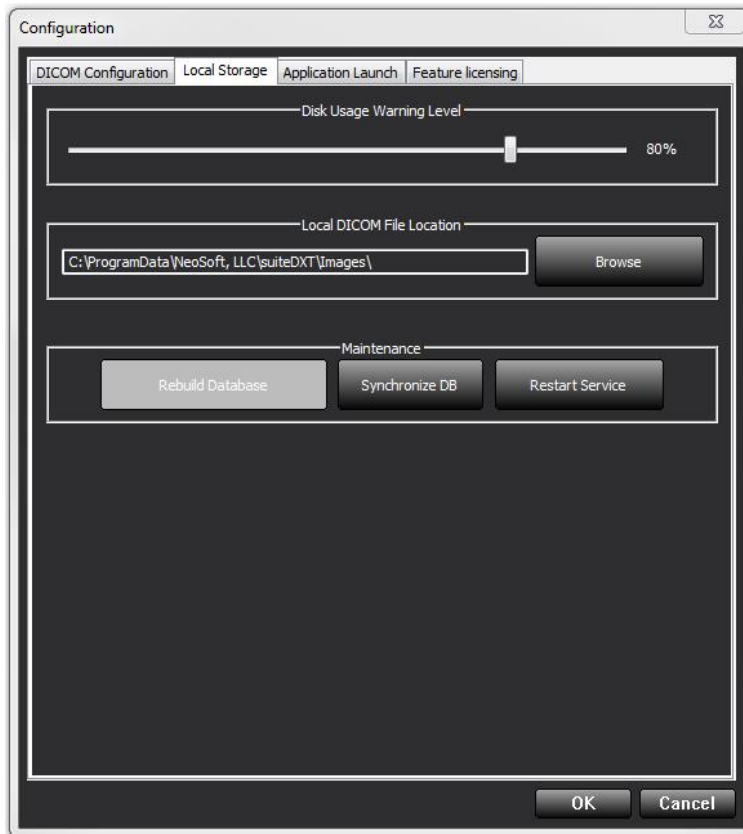 Configuration
DICOM Configuration Local Storage Application Launch Feature licensing
Disk Usage Warning Level
80%
Local DICOM File Location
C:\ProgramData\NeoSoft, LLC\suiteDXT\Images\ Browse
Maintenance
Rebuild Database Synchronize DB Restart Service
OK Cancel